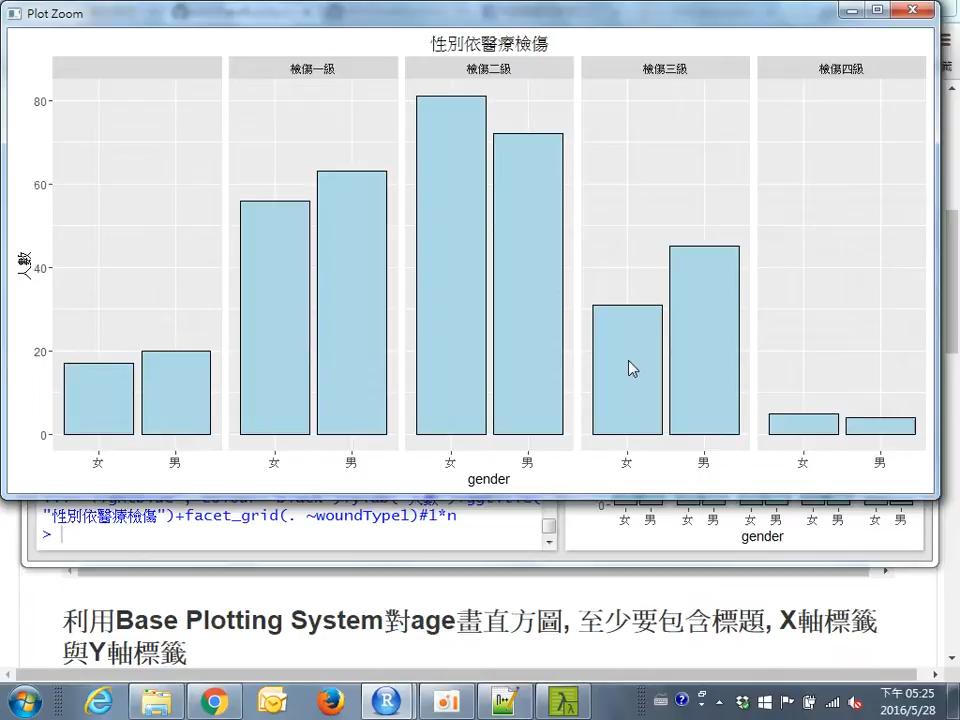 Plot Zoom
性別依醫療檢傷
檢傷一級
檢傷二級
檢傷三級
檢傷四級
80
60
40
20
0
人數
女
男
女
男
女
男
女
男
女
男
gender
"性別依醫療檢傷")+facet_grid(. ~woundType1)#1*n
>
0
女 男 女 男 女 男 女 男 女 男
gender
利用Base Plotting System對age畫直方圖, 至少要包含標題, X軸標籤
與Y軸標籤
下午 05:25
2016/5/28